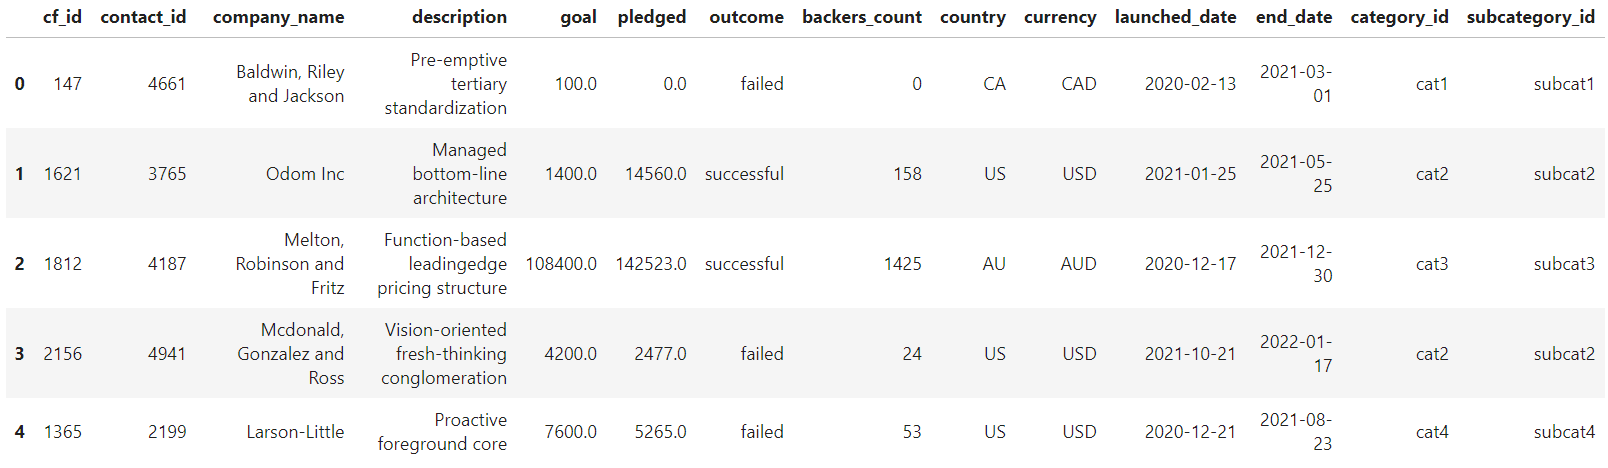 cf_id contact_id company_name description goal pledged outcome backers_count country currency launched_date end_date category_id subcategory_id
0 147 4661 Baldwin, Riley and Jackson Pre-emptive tertiary standardization 100.0 0.0 failed 0 CA CAD 2020-02-13 2021-03-01 cat1 subcat1
1 1621 3765 Odom Inc Managed bottom-line architecture 1400.0 14560.0 successful 158 US USD 2021-01-25 2021-05-25 cat2 subcat2
2 1812 4187 Melton, Robinson and Fritz Function-based leadingedge pricing structure 108400.0 142523.0 successful 1425 AU AUD 2020-12-17 2021-12-30 cat3 subcat3
3 2156 4941 Mcdonald, Gonzalez and Ross Vision-oriented fresh-thinking conglomeration 4200.0 2477.0 failed 24 US USD 2021-10-21 2022-01-17 cat2 subcat2
4 1365 2199 Larson-Little Proactive foreground core 7600.0 5265.0 failed 53 US USD 2020-12-21 2021-08-23 cat4 subcat4